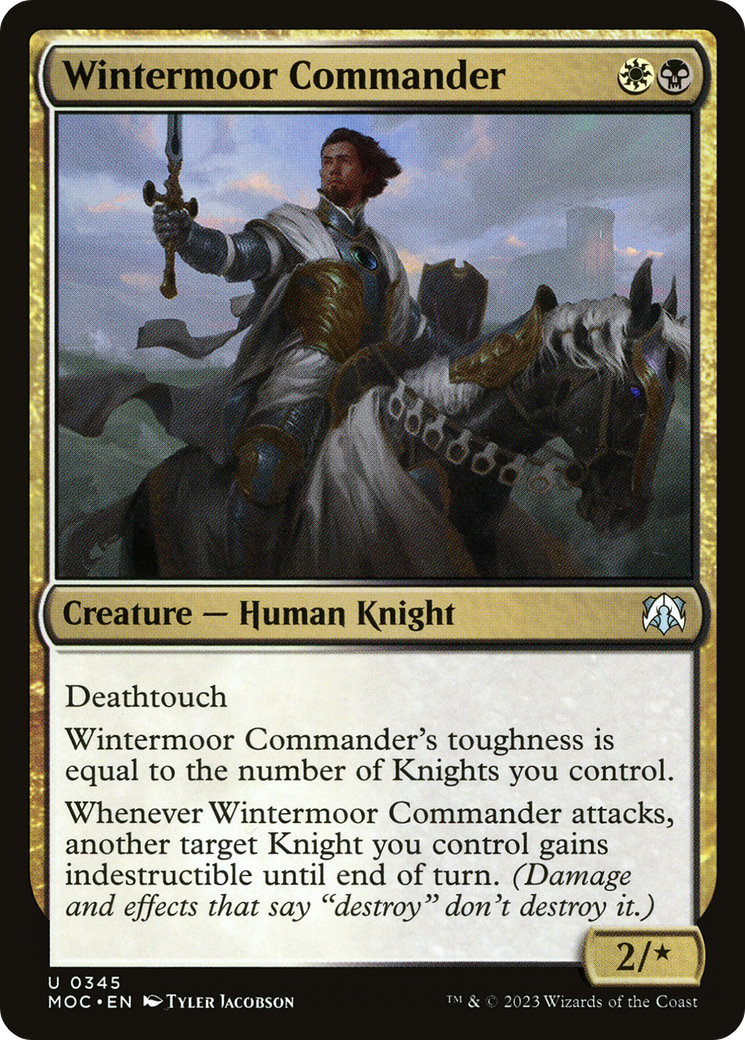 Wintermoor Commander
Creature — Human Knight
Deathtouch
Wintermoor Commander's toughness is
equal to the number of Knights you control.
Whenever Wintermoor Commander attacks,
another target Knight you control gains
indestructible until end of turn. (Damage
and effects that say “destroy” don't destroy it.)
2/★
U 0345
MOC • EN Tyler Jacobson
™ & © 2023 Wizards of the Coast